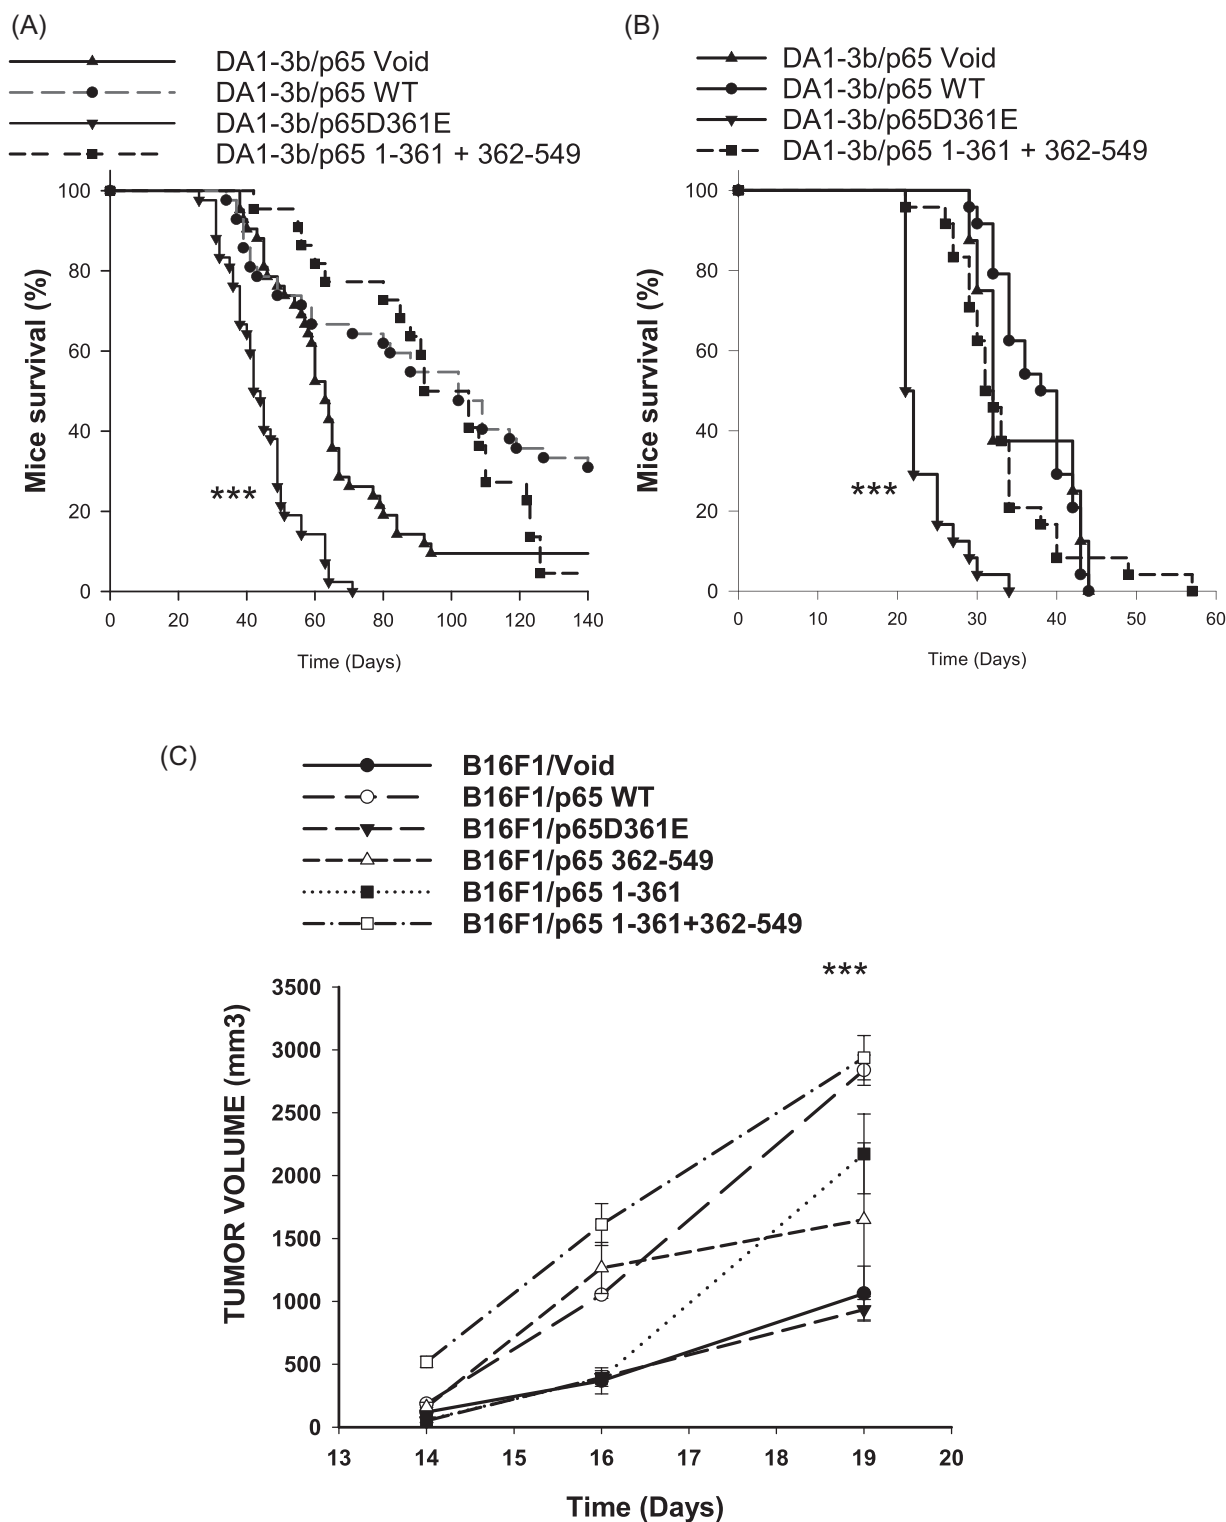 (A)
DA1-3b/p65 Void
DA1-3b/p65 WT
DA1-3b/p65D361E
DA1-3b/p65 1-361 + 362-549
100
80
60
40
20
0
Mice survival (%)
***
0 20 40 60 80 100 120 140
Time (Days)
(B)
DA1-3b/p65 Void
DA1-3b/p65 WT
DA1-3b/p65D361E
DA1-3b/p65 1-361 + 362-549
100
80
60
40
20
0
Mice survival (%)
***
0 10 20 30 40 50 60
Time (Days)
(C)
B16F1/Void
B16F1/p65 WT
B16F1/p65D361E
B16F1/p65 362-549
B16F1/p65 1-361
B16F1/p65 1-361+362-549
***
3500
3000
2500
2000
1500
1000
500
0
TUMOR VOLUME (mm3)
13 14 15 16 17 18 19 20
Time (Days)